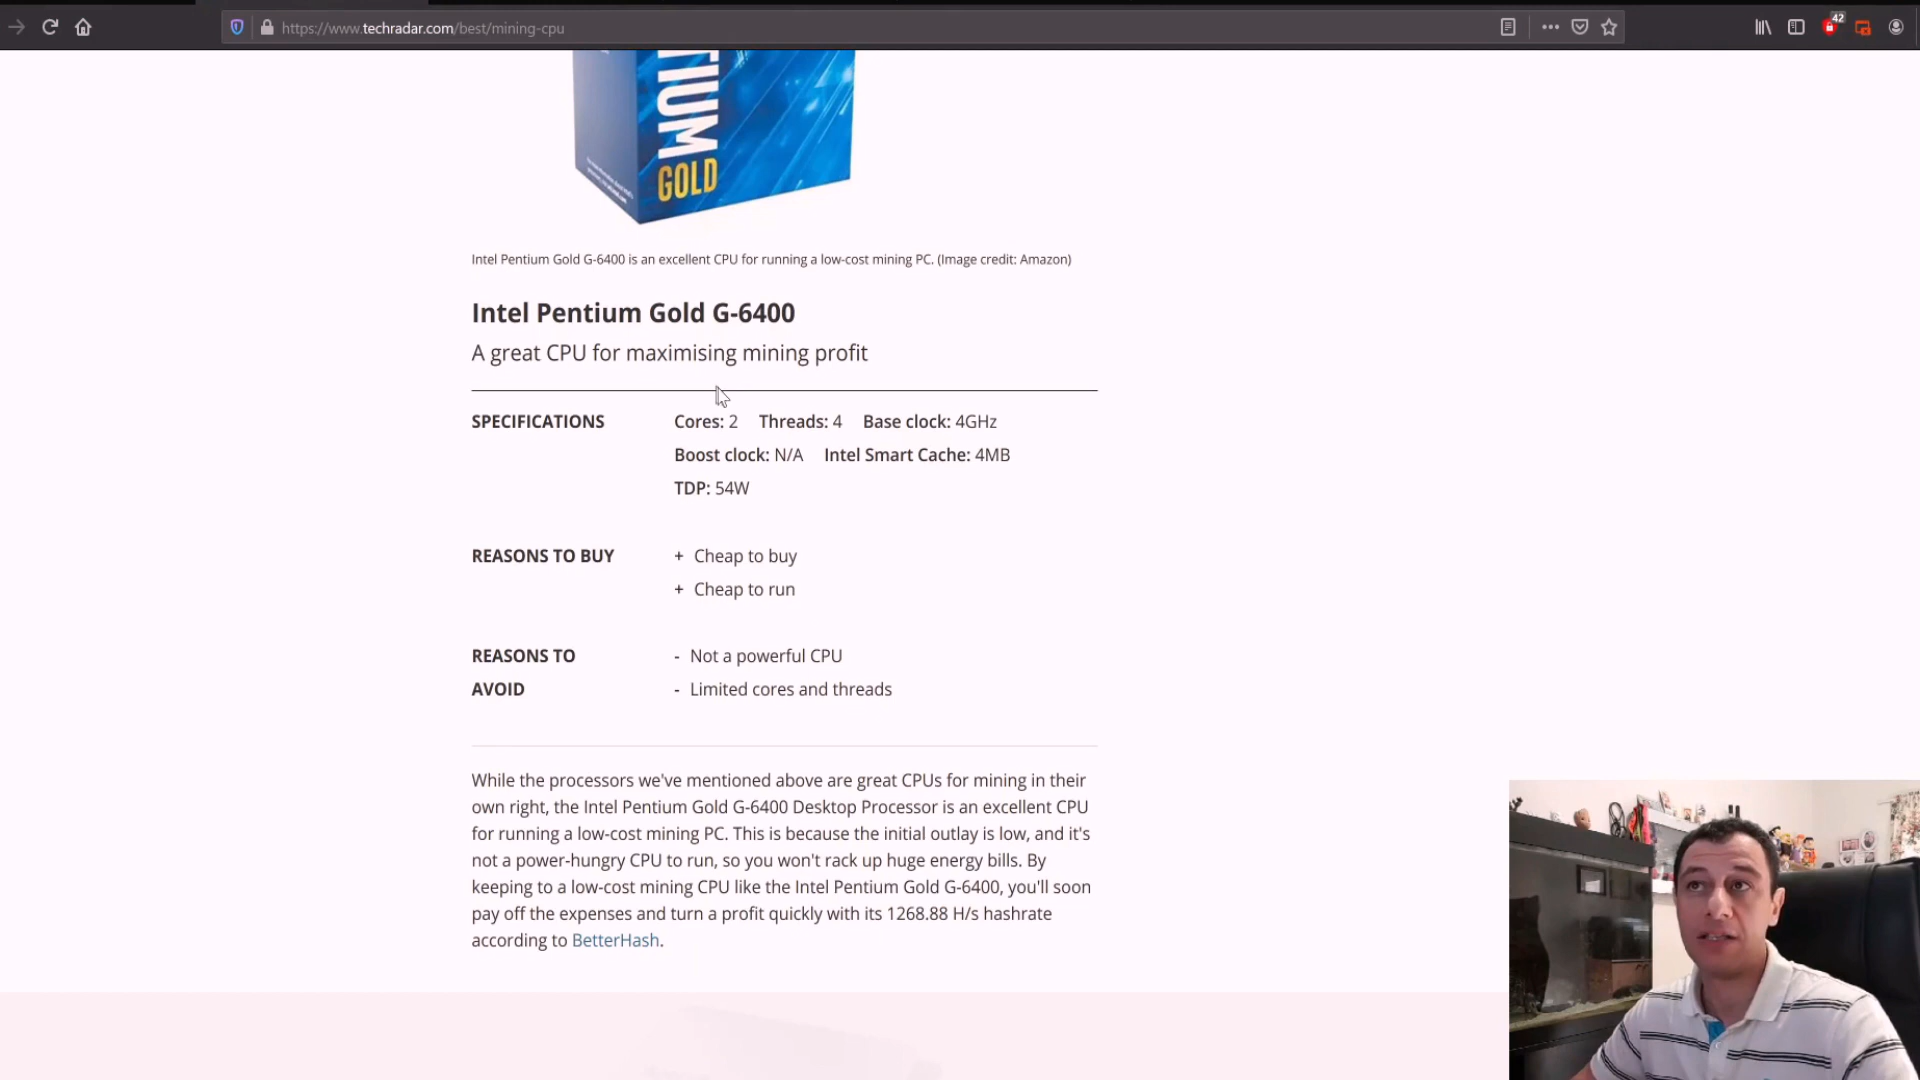 https://www.techradar.com/best/mining-cpu
42
TIUM
GOLD
Intel Pentium Gold G-6400 is an excellent CPU for running a low-cost mining PC. (Image credit: Amazon)
Intel Pentium Gold G-6400
A great CPU for maximising mining profit
SPECIFICATIONS
Cores: 2 Threads: 4 Base clock: 4GHz
Boost clock: N/A Intel Smart Cache: 4MB
TDP: 54W
REASONS TO BUY
+ Cheap to buy
+ Cheap to run
REASONS TO
AVOID
- Not a powerful CPU
- Limited cores and threads
While the processors we've mentioned above are great CPUs for mining in their
own right, the Intel Pentium Gold G-6400 Desktop Processor is an excellent CPU
for running a low-cost mining PC. This is because the initial outlay is low, and it's
not a power-hungry CPU to run, so you won't rack up huge energy bills. By
keeping to a low-cost mining CPU like the Intel Pentium Gold G-6400, you'll soon
pay off the expenses and turn a profit quickly with its 1268.88 H/s hashrate
according to BetterHash.